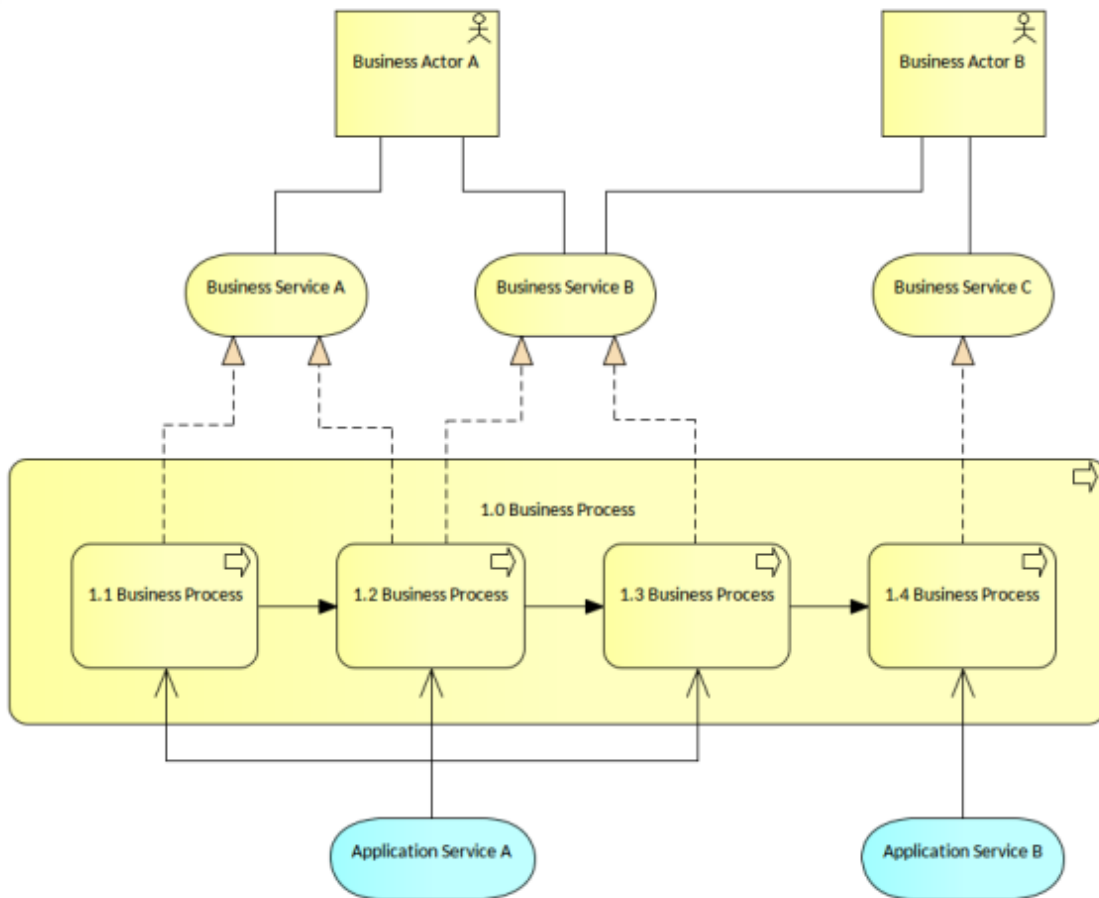 Business Actor A
Business Actor B
Business Service A
Business Service B
Business Service C
1.0 Business Process
1.1 Business Process
1.2 Business Process
1.3 Business Process
1.4 Business Process
Application Service A
Application Service B